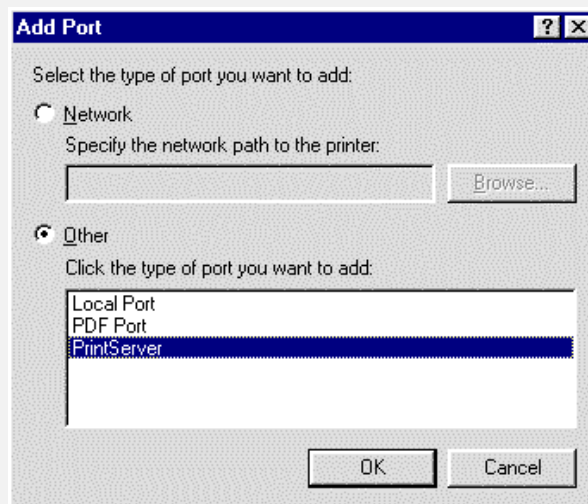 Add Port
Select the type of port you want to add:
Network
Specify the network path to the printer:
Browse...
Other
Click the type of port you want to add:
Local Port
PDF Port
PrintServer
OK Cancel